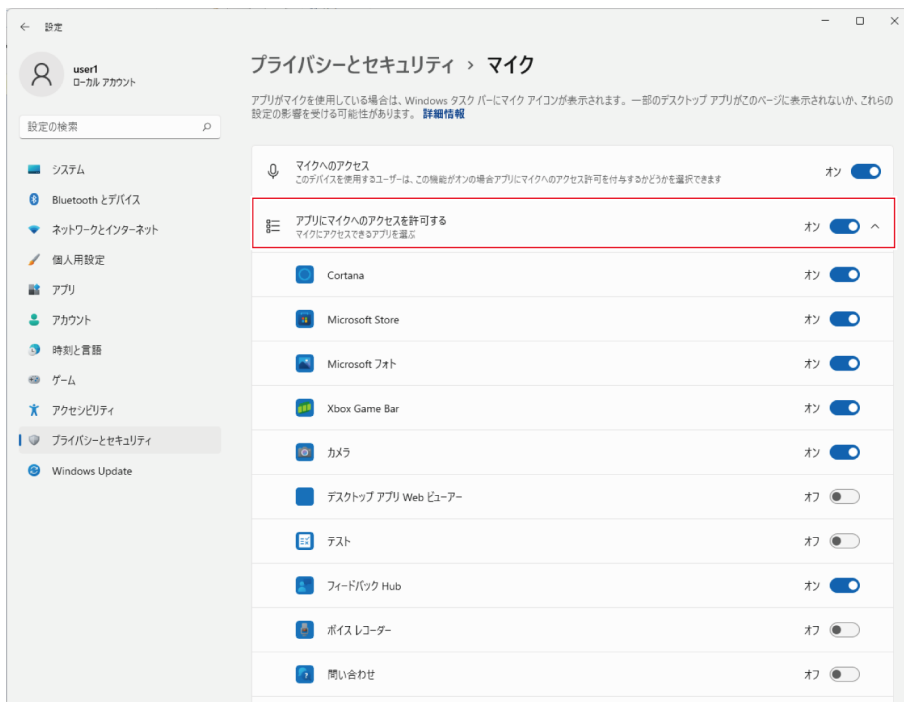 設定
user1
ローカル アカウント
設定の検索
システム
Bluetooth とデバイス
ネットワークとインターネット
個人用設定
アプリ
アカウント
時刻と言語
ゲーム
アクセシビリティ
プライバシーとセキュリティ
Windows Update
プライバシーとセキュリティ › マイク
アプリがマイクを使用している場合は、Windows タスク バーにマイク アイコンが表示されます。一部のデスクトップ アプリがこのページに表示されないか、これらの
設定の影響を受ける可能性があります。 詳細情報
マイクへのアクセス
このデバイスを使用するユーザーは、この機能がオンの場合アプリにマイクへのアクセス許可を付与するかどうかを選択できます
オン
アプリにマイクへのアクセスを許可する
マイクにアクセスできるアプリを選ぶ
オン
Cortana オン
Microsoft Store オン
Microsoft フォト オン
Xbox Game Bar オン
カメラ オン
デスクトップ アプリ Web ビューアー オフ
テスト オフ
フィードバック Hub オン
ボイス レコーダー オフ
問い合わせ オフ